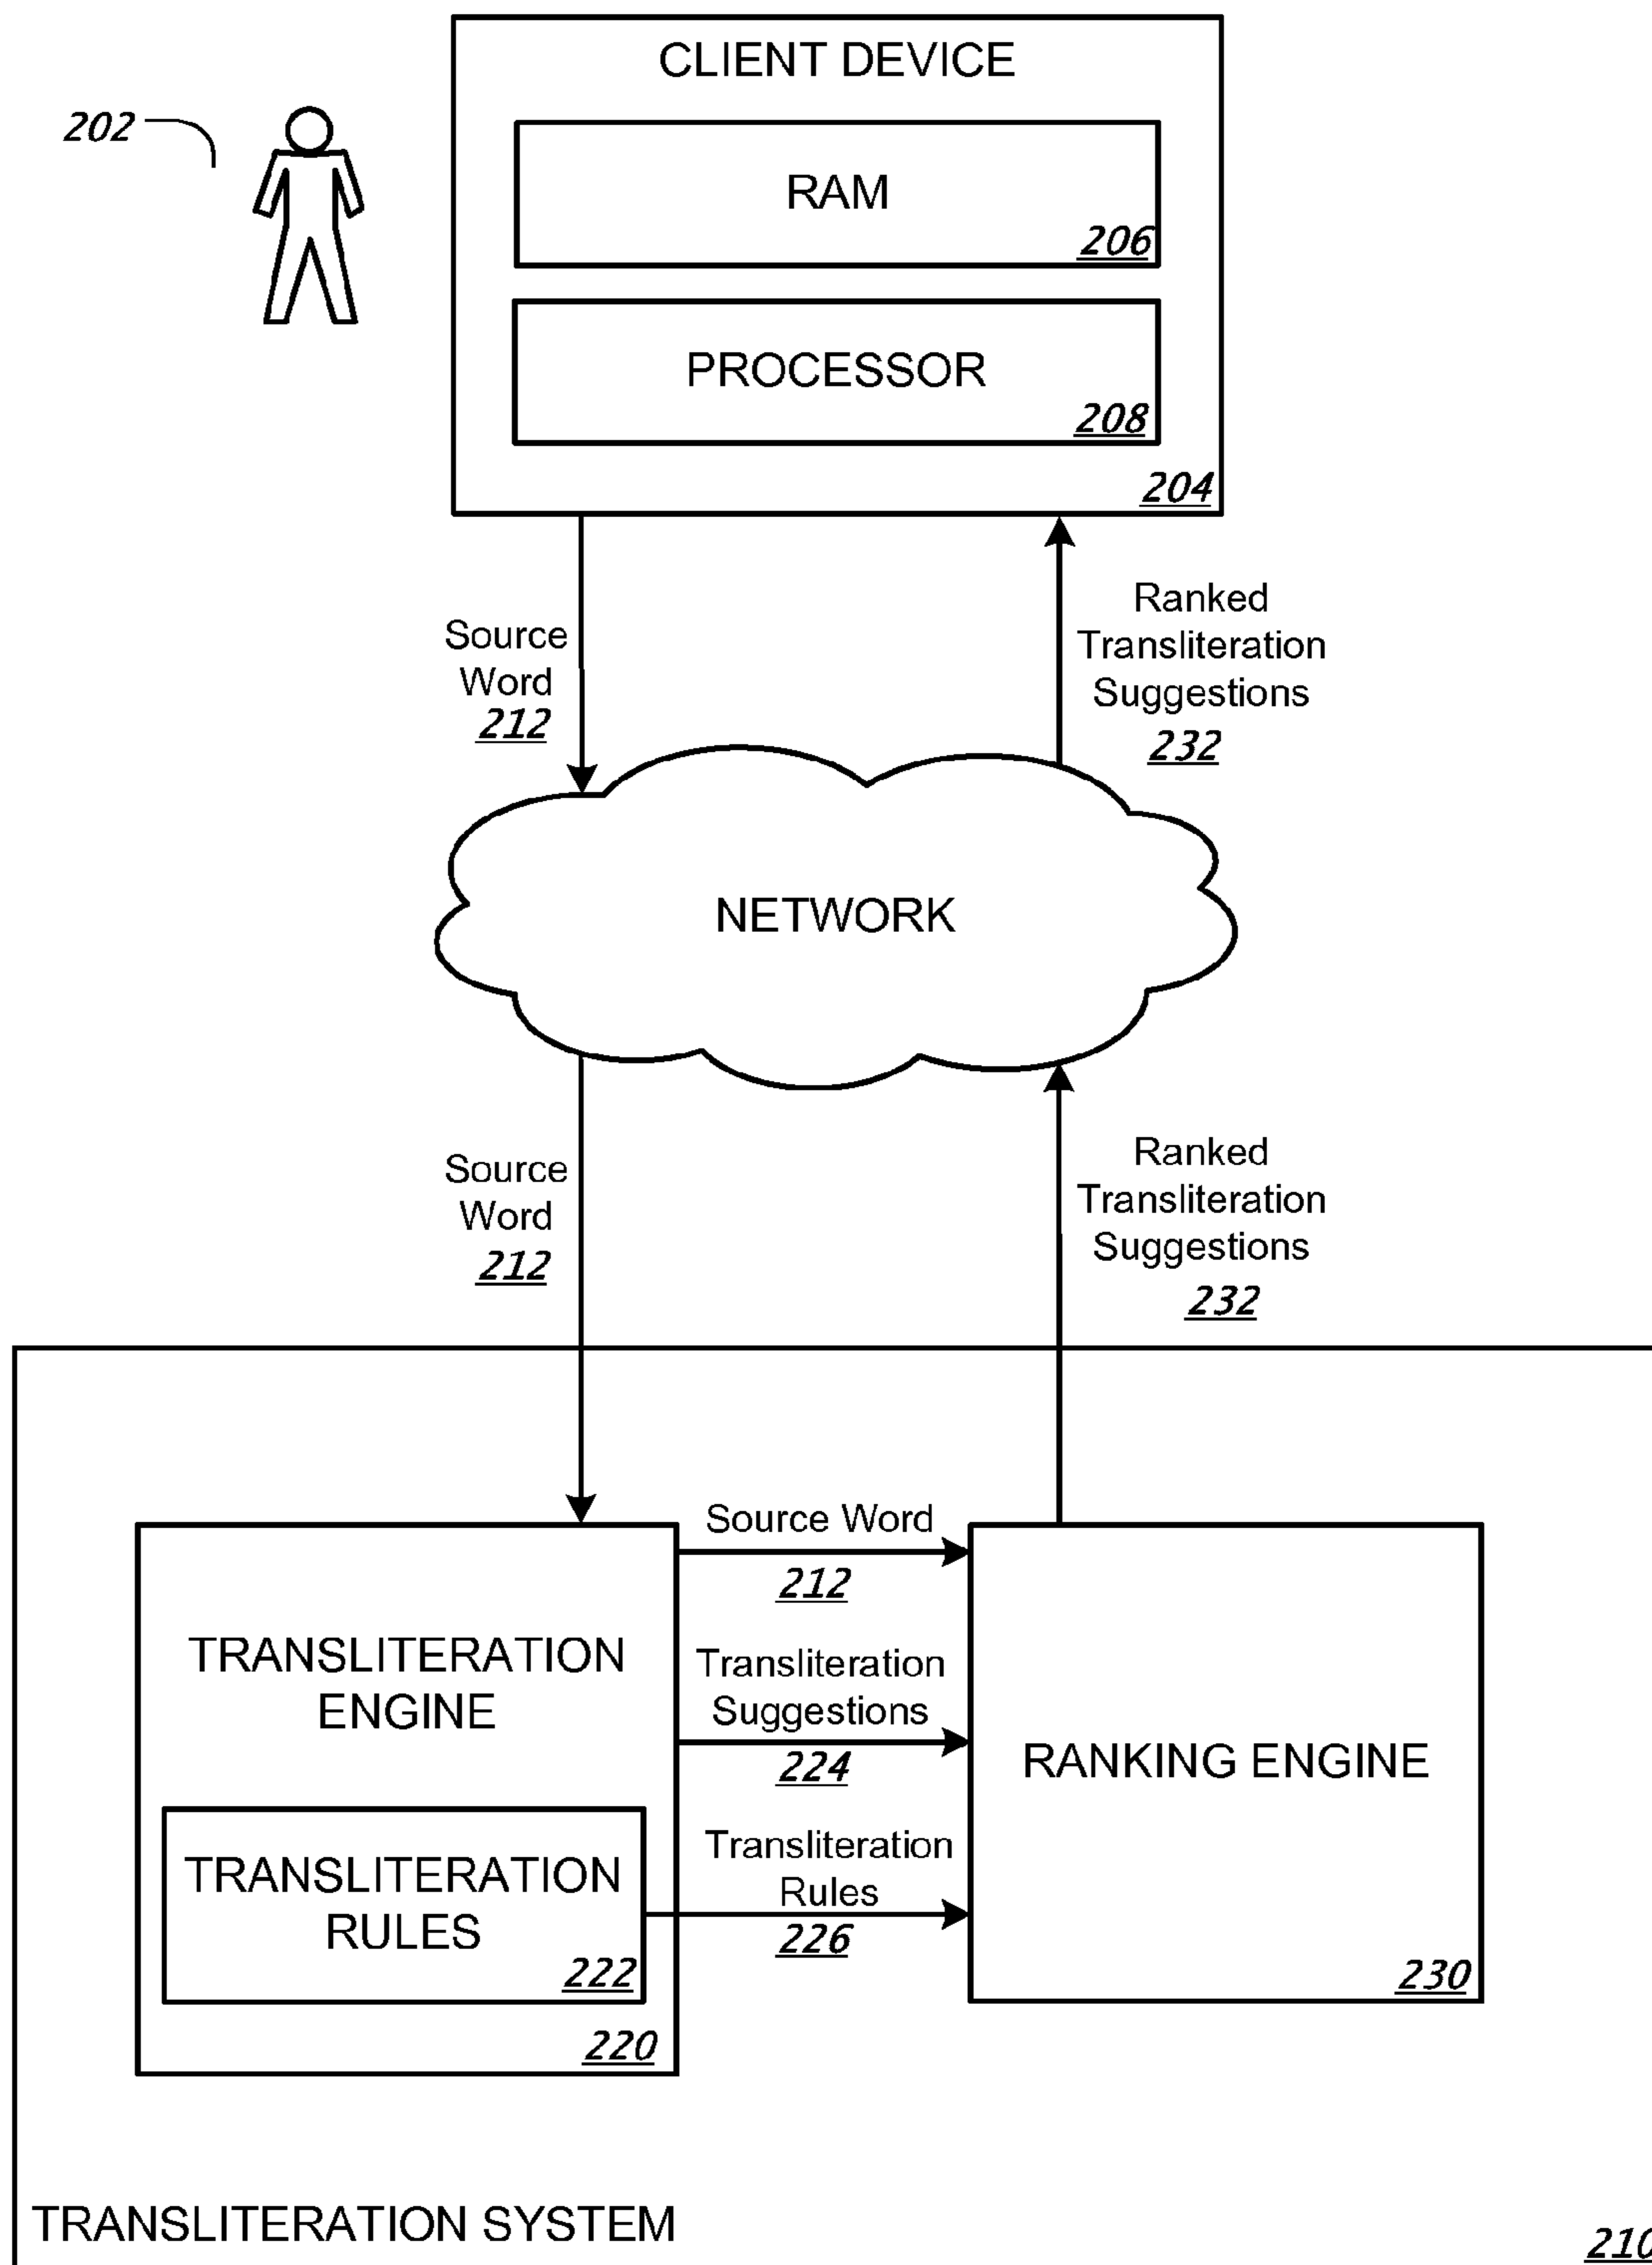 CLIENT DEVICE
202
RAM
206
PROCESSOR
208
204
Source
Word
212
Ranked
Transliteration
Suggestions
232
NETWORK
Source
Word
212
Ranked
Transliteration
Suggestions
232
Source Word
212
TRANSLITERATION
ENGINE
Transliteration
Suggestions
224
RANKING ENGINE
Transliteration
Rules
226
TRANSLITERATION
RULES
222
220
230
TRANSLITERATION SYSTEM
210